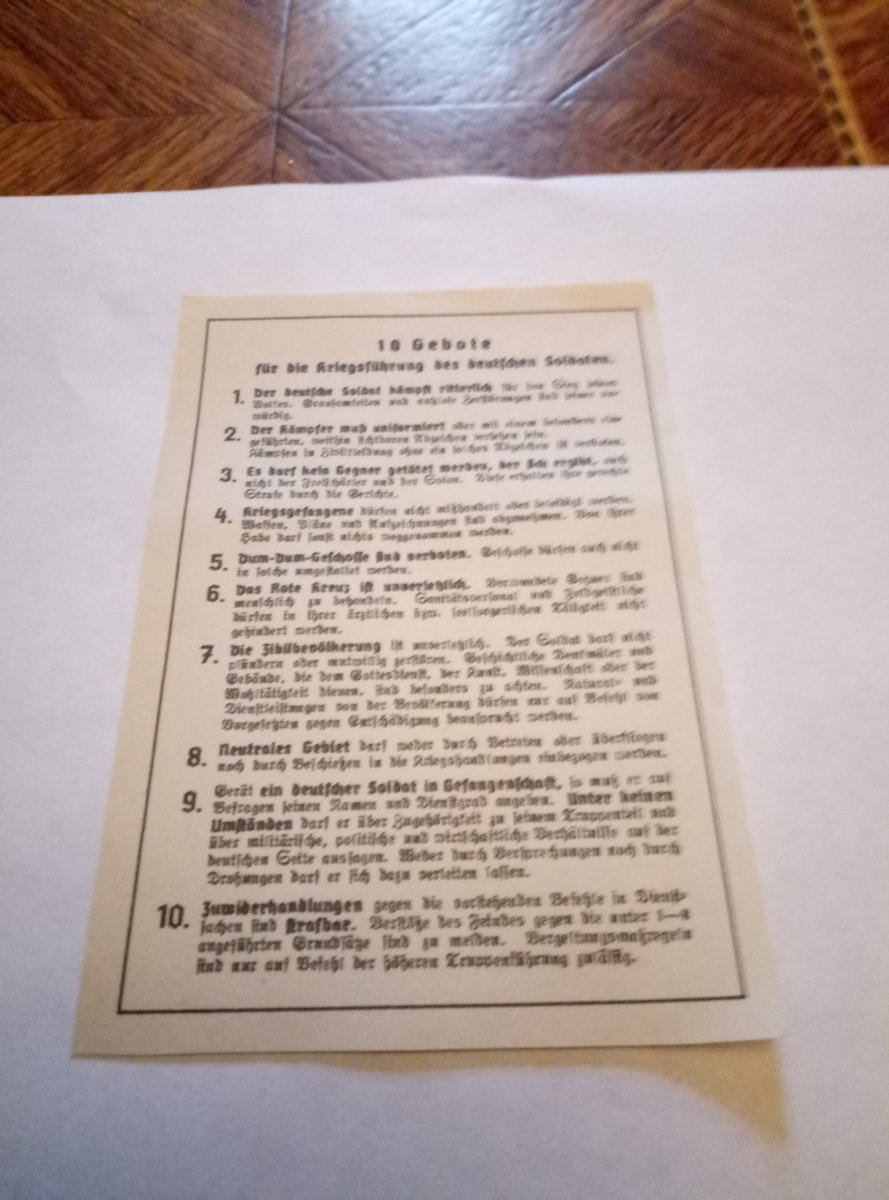 10 Gebote
für die Kriegsführung des deutschen Soldaten.
1. Der deutsche Soldat kämpft ritterlich für den Sieg seines
Volkes. Grausamkeiten und nutzlose Zerstörungen sind seiner un-
würdig.
2. Der Kämpfer muß uniformiert oder mit einem besonders ein-
geführten, weithin sichtbaren Abzeichen versehen sein.
Kämpfen in Zivilkleidung ohne ein solches Abzeichen ist verboten.
3. Es darf kein Gegner getötet werden, der sich ergibt, auch
nicht der Freischärler und der Spion. Diese erhalten ihre gerechte
Strafe durch die Gerichte.
4. Kriegsgefangene dürfen nicht mißhandelt oder beleidigt werden.
Waffen, Pläne und Aufzeichnungen sind abzunehmen. Von ihrer
Habe darf sonst nichts weggenommen werden.
5. Dum-Dum-Geschosse sind verboten. Geschosse dürfen auch nicht
in solche umgestaltet werden.
6. Das Rote Kreuz ist unverletzlich. Verwundete Gegner sind
menschlich zu behandeln. Sanitätspersonal und Feldgeistliche
dürfen in ihrer ärztlichen bzw. seelsorgerischen Tätigkeit nicht
gehindert werden.
7. Die Zivilbevölkerung ist unverletzlich. Der Soldat darf nicht
plündern oder mutwillig zerstören. Geschichtliche Denkmäler und
Gebäude, die dem Gottesdienst, der Kunst, Wissenschaft oder der
Wohltätigkeit dienen, sind besonders zu achten. Natural- und
Dienstleistungen von der Bevölkerung dürfen nur auf Befehl von
Vorgesetzten gegen Entschädigung beansprucht werden.
8. Neutrales Gebiet darf weder durch Betreten oder Überfliegen
noch durch Beschießen in die Kriegshandlungen einbezogen werden.
9. Gerät ein deutscher Soldat in Gefangenschaft, so muß er auf
Befragen seinen Namen und Dienstgrad angeben. Unter keinen
Umständen darf er über Zugehörigkeit zu seinem Truppenteil und
über militärische, politische und wirtschaftliche Verhältnisse auf der
deutschen Seite aussagen. Weder durch Versprechungen noch durch
Drohungen darf er sich dazu verleiten lassen.
10. Zuwiderhandlungen gegen die vorstehenden Befehle in Dienst-
sachen sind strafbar. Verstöße des Feindes gegen die unter 1—8
angeführten Grundsätze sind zu melden. Vergeltungsmaßregeln
sind nur auf Befehl der höheren Truppenführung zulässig.